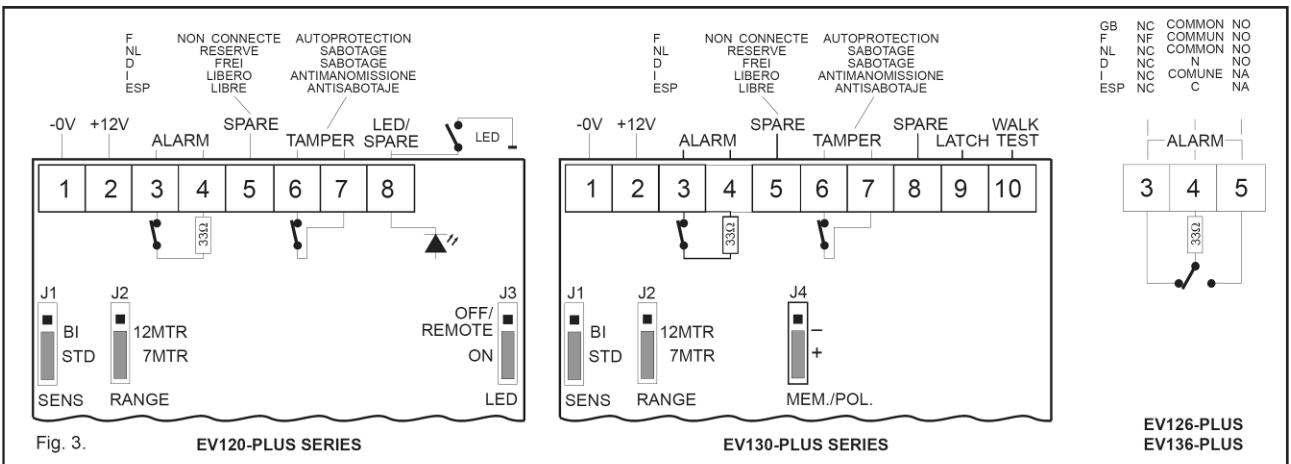 F NON CONNECTE AUTOPROTECTION
NL RESERVE SABOTAGE
D FREI SABOTAGE
I LIBERO ANTIMANOMISSIONE
ESP LIBRE ANTISABOTAJE
-0V +12V ALARM SPARE TAMPER LED/
SPARE
LED
1 2 3 4 5 6 7 8
33Ω
J1 J2 J3
BI 12MTR OFF/
REMOTE
STD 7MTR ON
SENS RANGE LED
Fig. 3. EV120-PLUS SERIES
F NON CONNECTE AUTOPROTECTION
NL RESERVE SABOTAGE
D FREI SABOTAGE
I LIBERO ANTIMANOMISSIONE
ESP LIBRE ANTISABOTAJE
-0V +12V ALARM SPARE TAMPER SPARE LATCH WALK
TEST
1 2 3 4 5 6 7 8 9 10
33Ω
J1 J2 J4
BI 12MTR –
STD 7MTR +
SENS RANGE MEM./POL.
EV130-PLUS SERIES
GB NC COMMON NO
F NF COMMUN NO
NL NC COMMON NO
D NC N NO
I NC COMUNE NA
ESP NC C NA
ALARM
3 4 5
33Ω
EV126-PLUS
EV136-PLUS